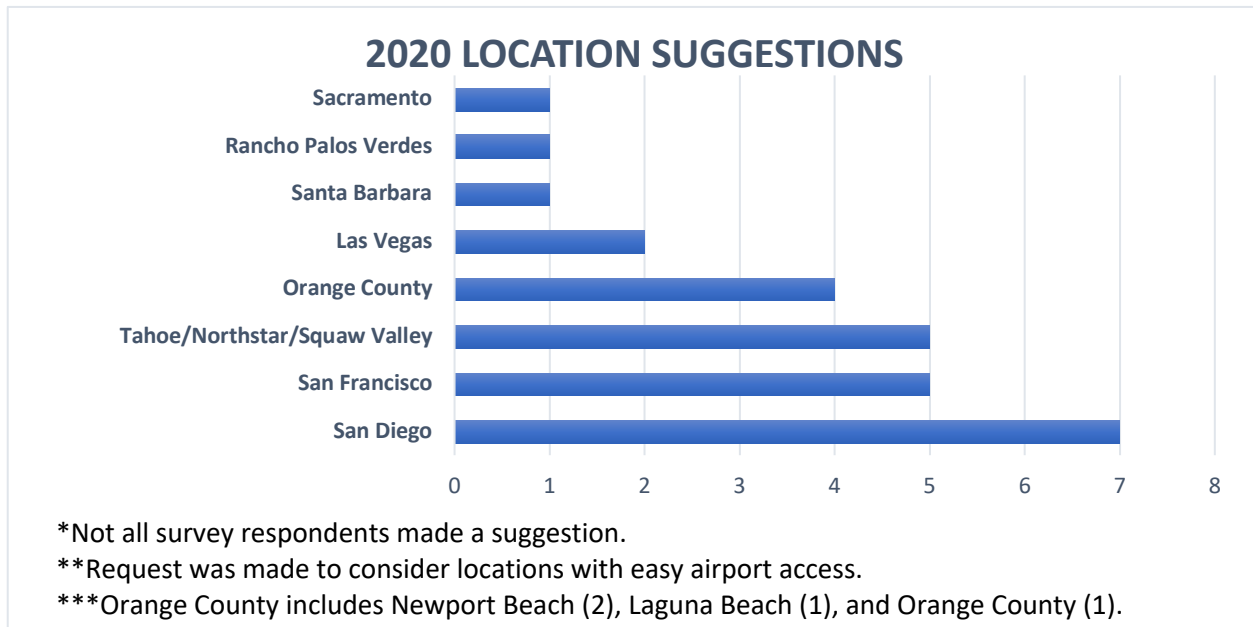 2020 LOCATION SUGGESTIONS
Sacramento
Rancho Palos Verdes
Santa Barbara
Las Vegas
Orange County
Tahoe/Northstar/Squaw Valley
San Francisco
San Diego
0 1 2 3 4 5 6 7 8
*Not all survey respondents made a suggestion.
**Request was made to consider locations with easy airport access.
***Orange County includes Newport Beach (2), Laguna Beach (1), and Orange County (1).